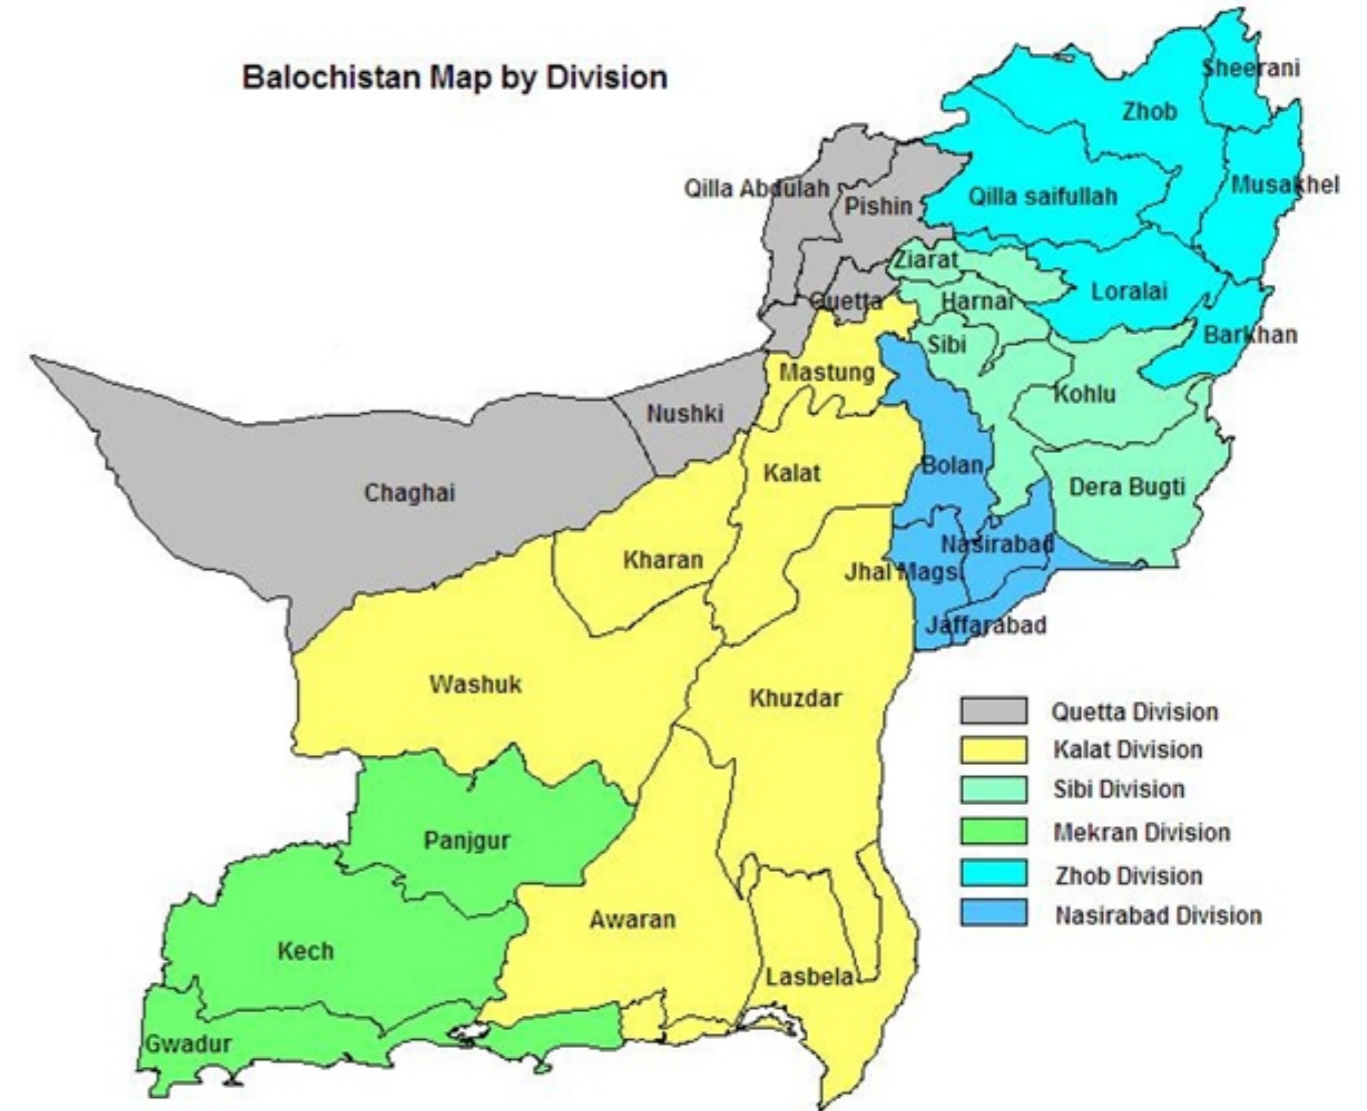 Balochistan Map by Division
Sheerani
Zhob
Qilla Abdulah
Pishin
Qilla saifullah
Musakhel
Ziarat
Quetta
Harnai
Loralai
Sibi
Barkhan
Mastung
Kohlu
Nushki
Kalat
Bolan
Dera Bugti
Chaghai
Kharan
Nasirabad
Jhal Magsi
Jaffarabad
Washuk
Khuzdar
Panjgur
Awaran
Kech
Lasbela
Gwadur
Quetta Division
Kalat Division
Sibi Division
Mekran Division
Zhob Division
Nasirabad Division